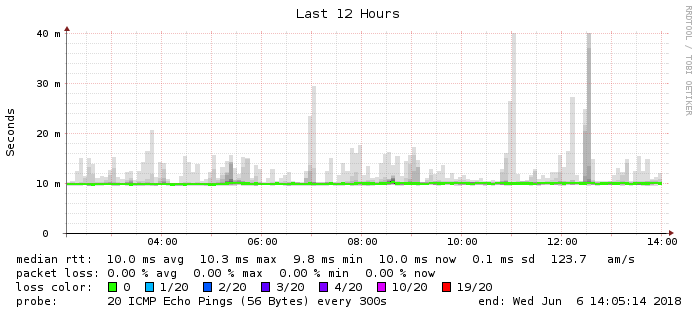 Last 12 Hours
RRDTOOL / TOBI OETIKER
Seconds
40 m
30 m
20 m
10 m
0
04:00 06:00 08:00 10:00 12:00 14:00
median rtt: 10.0 ms avg 10.3 ms max 9.8 ms min 10.0 ms now 0.1 ms sd 123.7 am/s
packet loss: 0.00 % avg 0.00 % max 0.00 % min 0.00 % now
loss color: 0 1/20 2/20 3/20 4/20 10/20 19/20
probe: 20 ICMP Echo Pings (56 Bytes) every 300s end: Wed Jun 6 14:05:14 2018